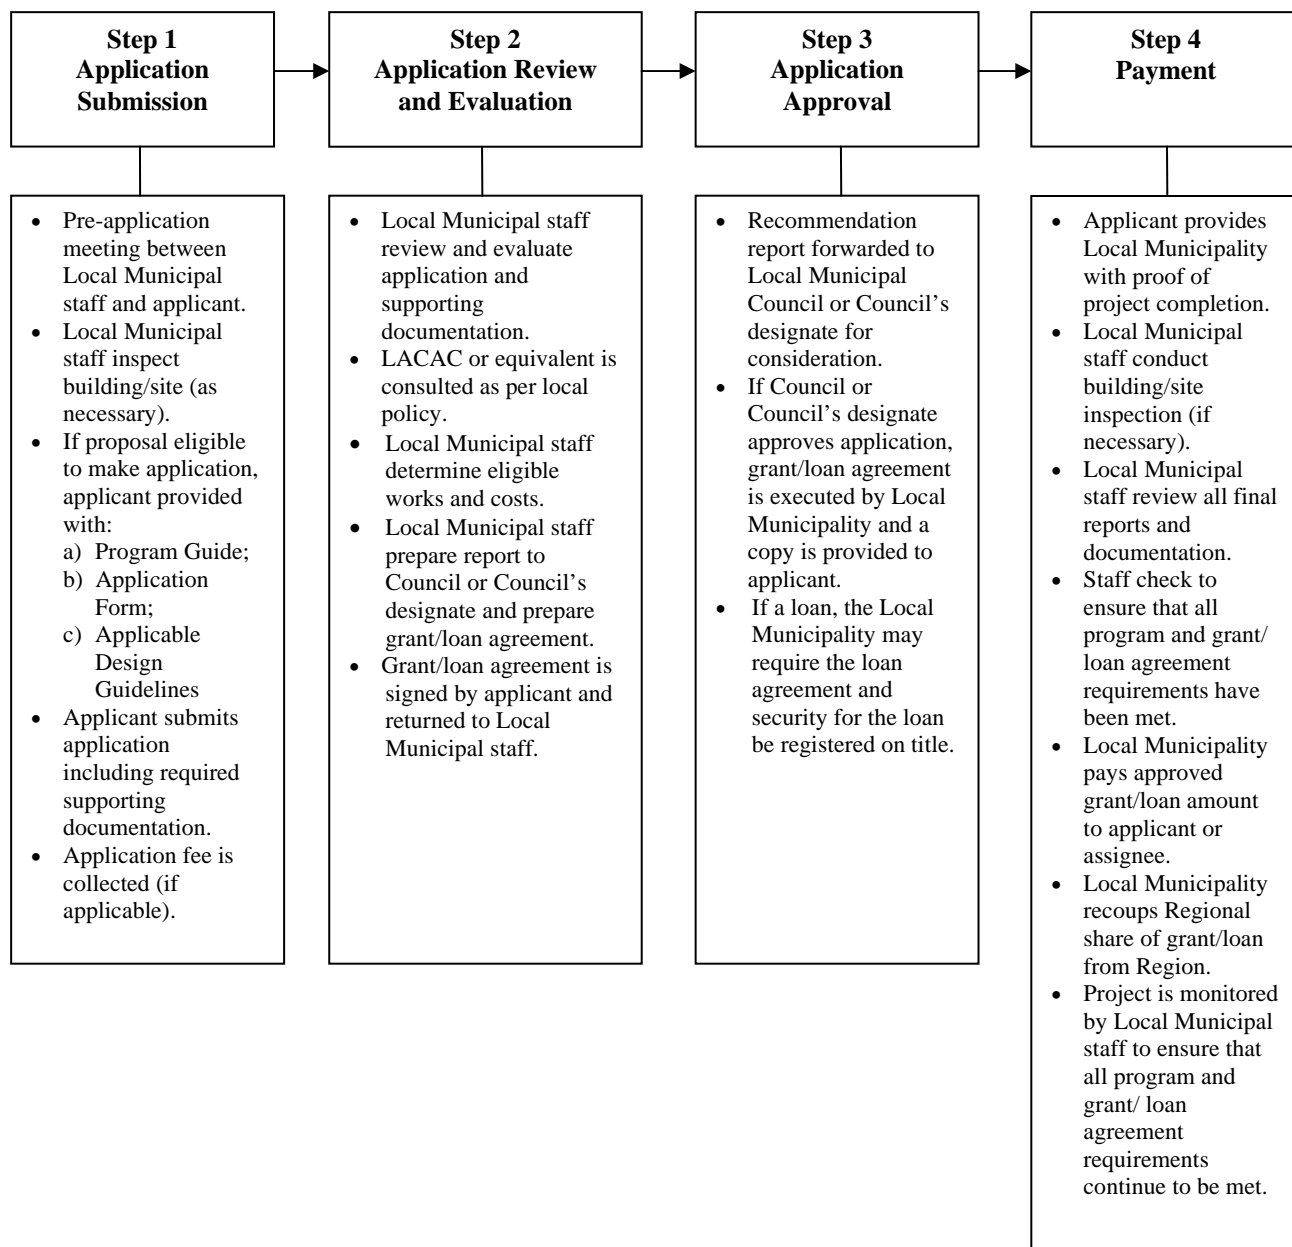 Step 1
Application
Submission
Step 2
Application Review
and Evaluation
Step 3
Application
Approval
Step 4
Payment
• Pre-application
meeting between
Local Municipal
staff and applicant.
• Local Municipal
staff inspect
building/site (as
necessary).
• If proposal eligible
to make application,
applicant provided
with:
a) Program Guide;
b) Application
Form;
c) Applicable
Design
Guidelines
• Applicant submits
application
including required
supporting
documentation.
• Application fee is
collected (if
applicable).
• Local Municipal staff
review and evaluate
application and
supporting
documentation.
• LACAC or equivalent is
consulted as per local
policy.
• Local Municipal staff
determine eligible
works and costs.
• Local Municipal staff
prepare report to
Council or Council’s
designate and prepare
grant/loan agreement.
• Grant/loan agreement is
signed by applicant and
returned to Local
Municipal staff.
• Recommendation
report forwarded to
Local Municipal
Council or Council’s
designate for
consideration.
• If Council or
Council’s designate
approves application,
grant/loan agreement
is executed by Local
Municipality and a
copy is provided to
applicant.
• If a loan, the Local
Municipality may
require the loan
agreement and
security for the loan
be registered on title.
• Applicant provides
Local Municipality
with proof of
project completion.
• Local Municipal
staff conduct
building/site
inspection (if
necessary).
• Local Municipal
staff review all final
reports and
documentation.
• Staff check to
ensure that all
program and grant/
loan agreement
requirements have
been met.
• Local Municipality
pays approved
grant/loan amount
to applicant or
assignee.
• Local Municipality
recoups Regional
share of grant/loan
from Region.
• Project is monitored
by Local Municipal
staff to ensure that
all program and
grant/ loan
agreement
requirements
continue to be met.